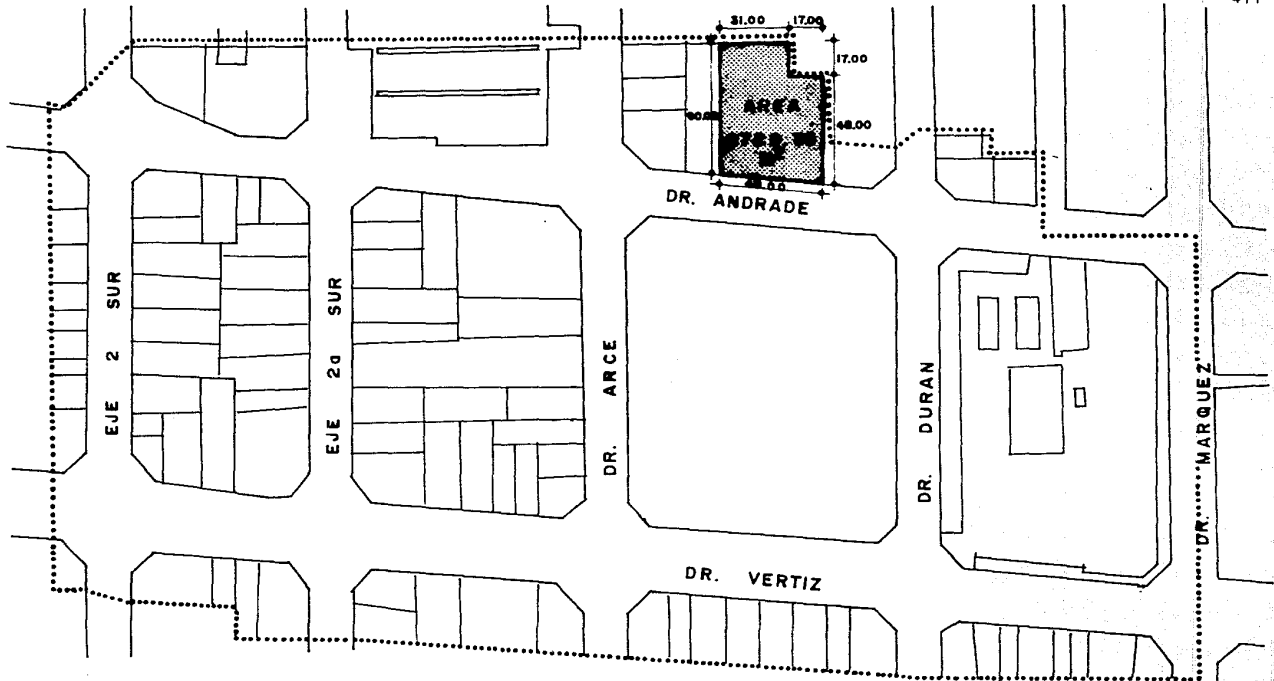 31.00 17.00
17.00
AREA
48.00
DR. ANDRADE
EJE 2 SUR
EJE 2a SUR
DR. ARCE
DR. DURAN
DR. MARQUEZ
DR. VERTIZ